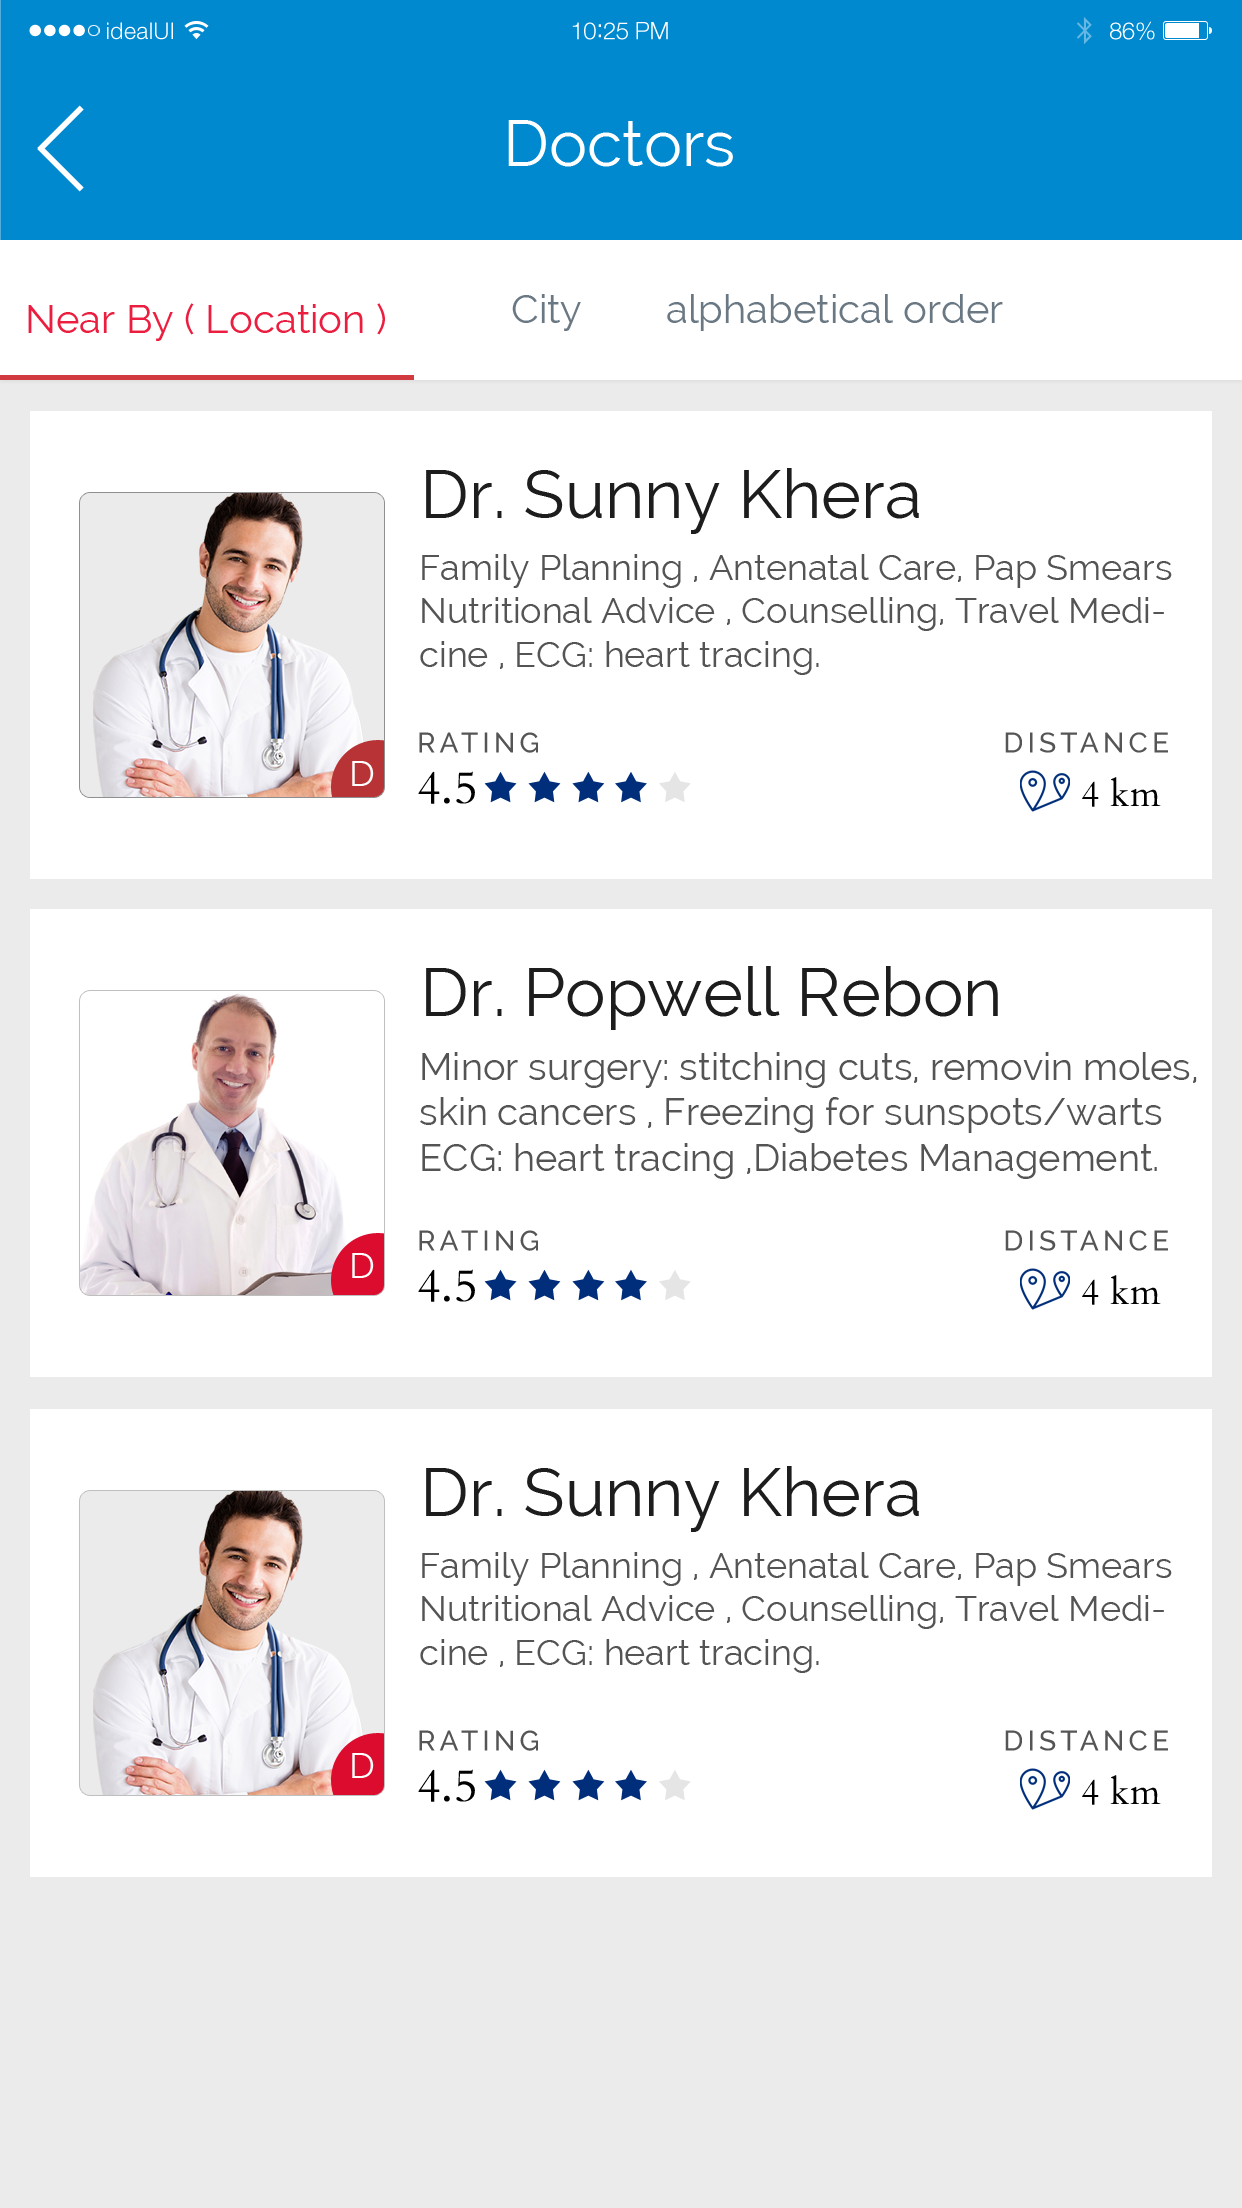 idealUI 10:25 PM 86%
Doctors
Near By ( Location ) City alphabetical order
Dr. Sunny Khera
Family Planning , Antenatal Care, Pap Smears
Nutritional Advice , Counselling, Travel Medi-
cine , ECG: heart tracing.
RATING DISTANCE
4.5 4 km
D
Dr. Popwell Rebon
Minor surgery: stitching cuts, removin moles,
skin cancers , Freezing for sunspots/warts
ECG: heart tracing ,Diabetes Management.
RATING DISTANCE
4.5 4 km
D
Dr. Sunny Khera
Family Planning , Antenatal Care, Pap Smears
Nutritional Advice , Counselling, Travel Medi-
cine , ECG: heart tracing.
RATING DISTANCE
4.5 4 km
D